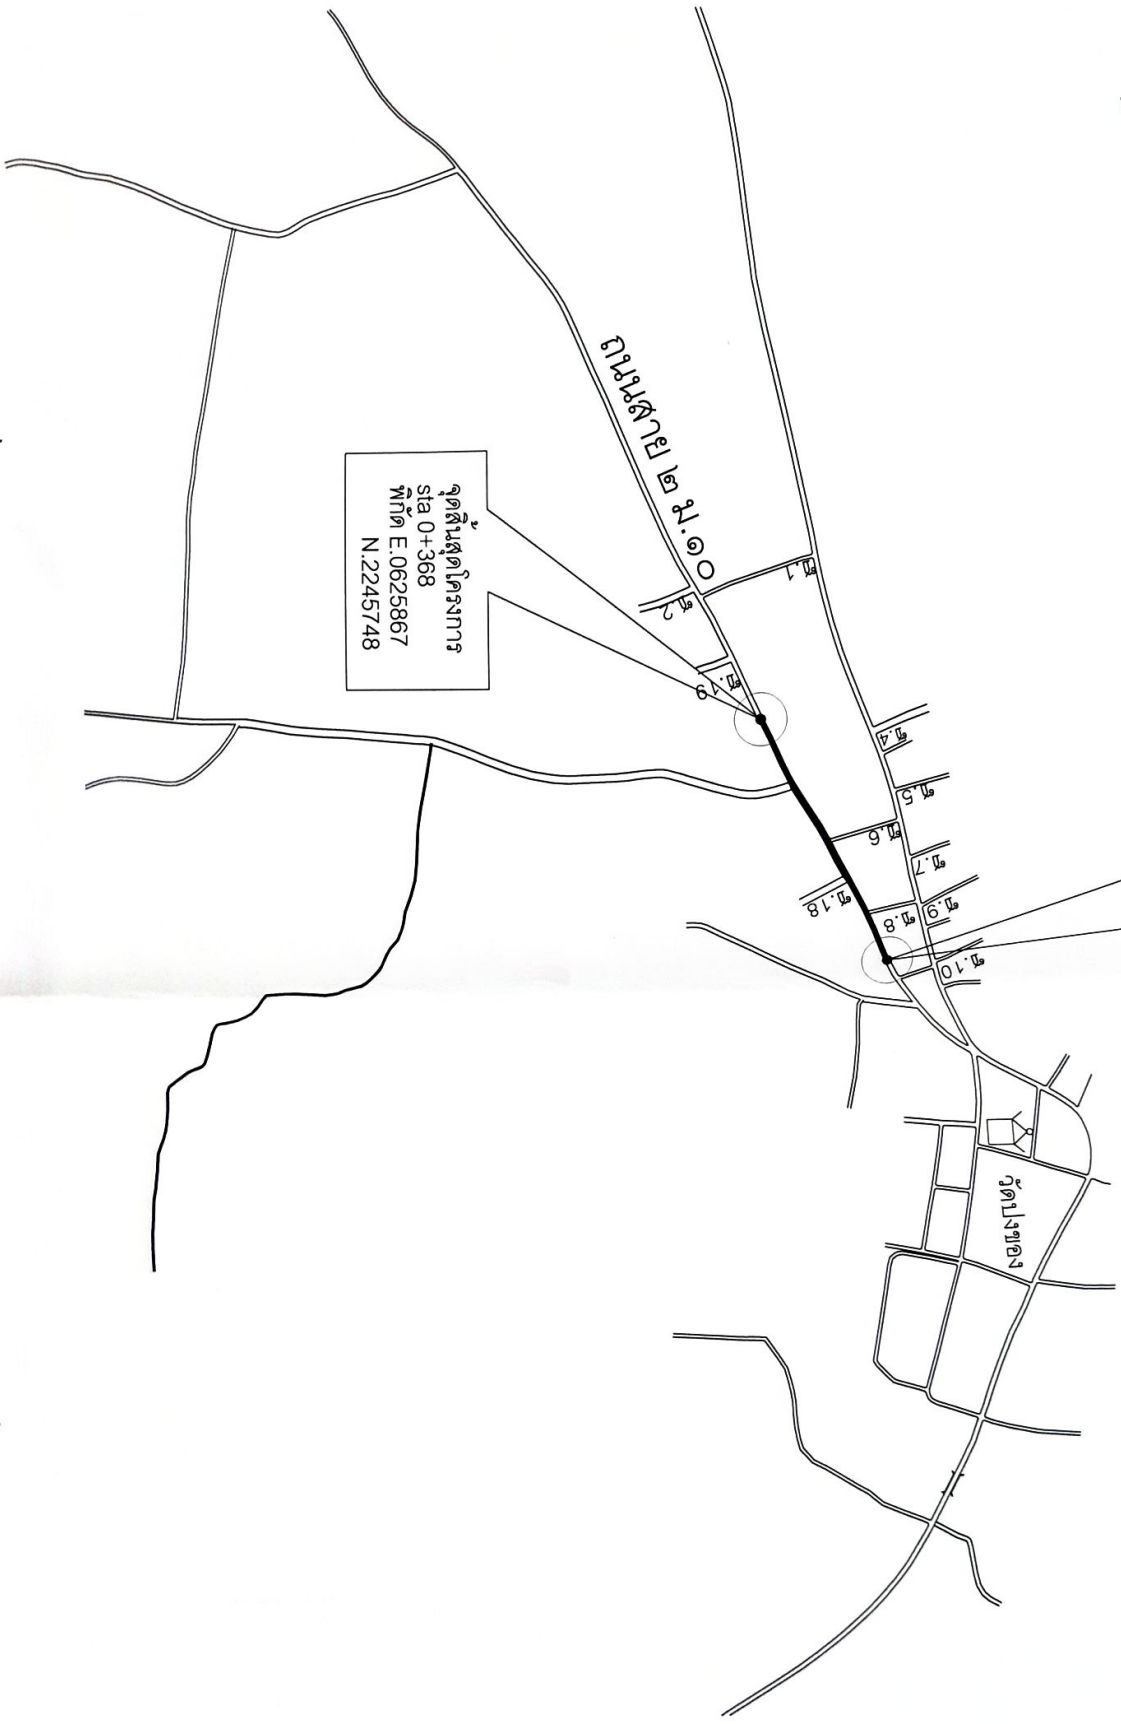 ถนนสาย ๒ ม.๑๐
จุดสิ้นสุดโครงการ
sta 0+368
พิกัด E.0625867
N.2245748
ซ.1
ซ.2
ซ.19
ซ.4
ซ.5
ซ.6
ซ.7
ซ.18
ซ.8
ซ.9
ซ.10
วัดปงของ